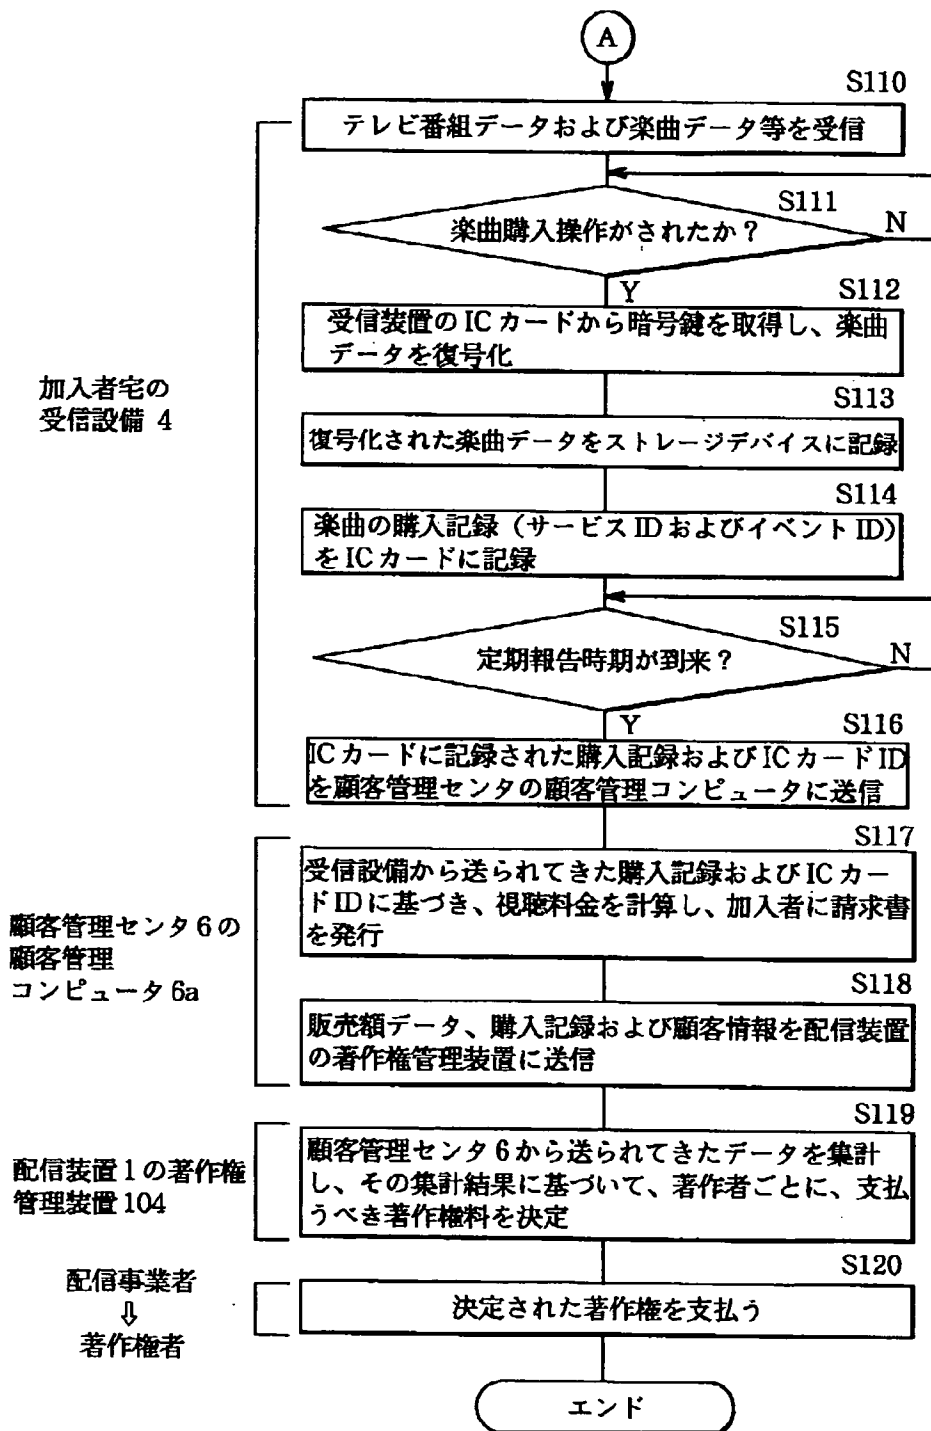 A
S110
テレビ番組データおよび楽曲データ等を受信
S111
楽曲購入操作がされたか？
N
Y
S112
受信装置のICカードから暗号鍵を取得し、楽曲
データを復号化
加入者宅の
受信設備 4
S113
復号化された楽曲データをストレージデバイスに記録
S114
楽曲の購入記録（サービスIDおよびイベントID）
をICカードに記録
S115
定期報告時期が到来？
N
Y
S116
ICカードに記録された購入記録およびICカードID
を顧客管理センタの顧客管理コンピュータに送信
S117
受信設備から送られてきた購入記録およびICカー
ドIDに基づき、視聴料金を計算し、加入者に請求書
を発行
顧客管理センタ6の
顧客管理
コンピュータ6a
S118
販売額データ、購入記録および顧客情報を配信装置
の著作権管理装置に送信
S119
顧客管理センタ6から送られてきたデータを集計
し、その集計結果に基づいて、著作者ごとに、支払
うべき著作権料を決定
配信装置1の著作権
管理装置104
S120
決定された著作権を支払う
配信事業者
⇩
著作権者
エンド